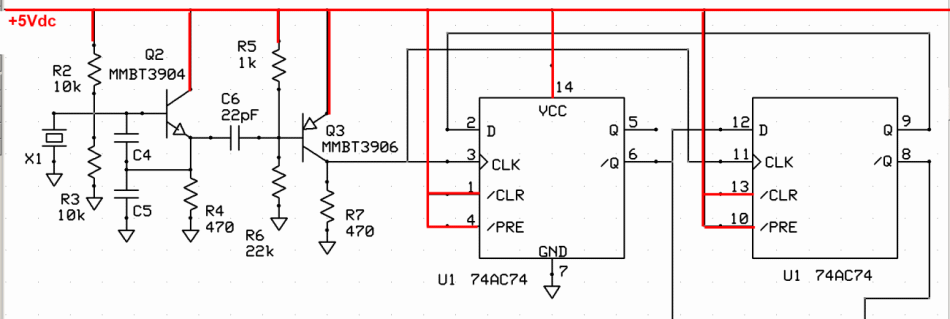 +5Vdc
R2
10k
X1
R3
10k
C4
C5
Q2
MMBT3904
R4
470
C6
22pF
R5
1k
R6
22k
Q3
MMBT3906
R7
470
14
VCC
2
D
Q
5
3
CLK
/Q
6
1
/CLR
4
/PRE
GND
7
U1 74AC74
12
D
Q
9
11
CLK
/Q
8
13
/CLR
10
/PRE
U1 74AC74